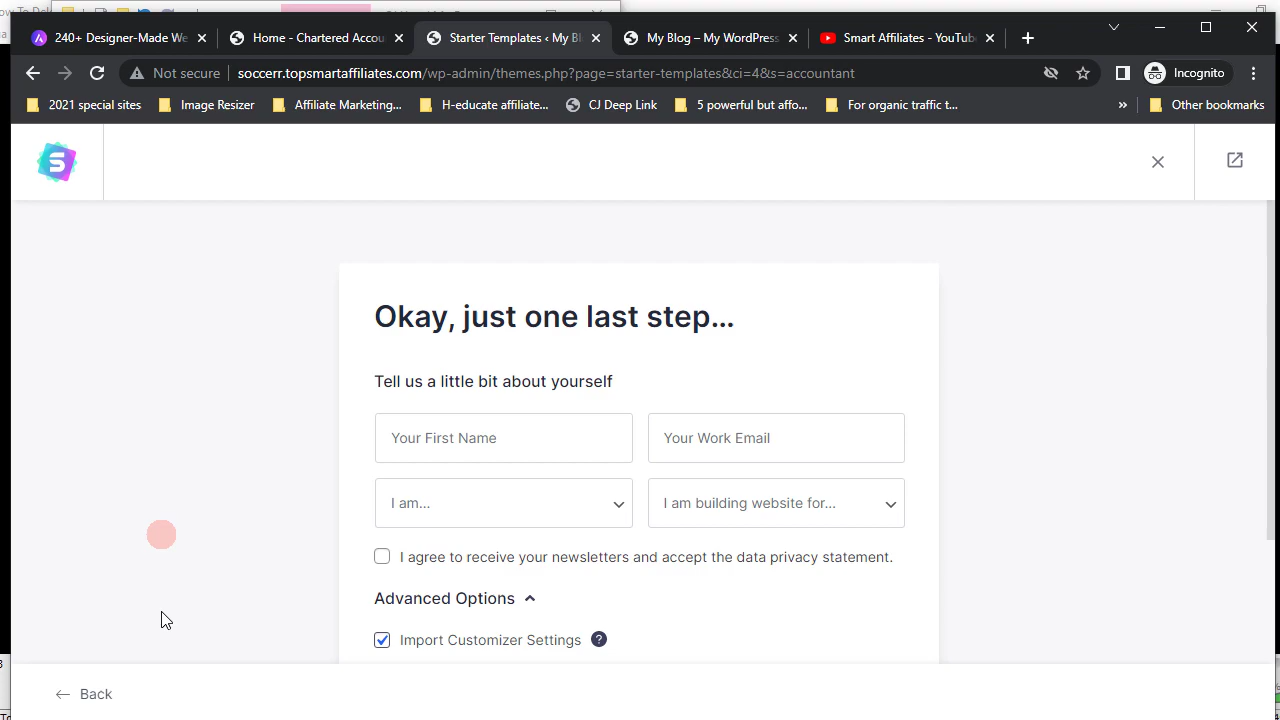 240+ Designer-Made We
Home - Chartered Accou
Starter Templates ‹ My Bl
My Blog – My WordPress
Smart Affiliates - YouTub
Not secure
soccerr.topsmartaffiliates.com/wp-admin/themes.php?page=starter-templates&ci=4&s=accountant
Incognito
2021 special sites
Image Resizer
Affiliate Marketing...
H-educate affiliate...
CJ Deep Link
5 powerful but affo...
For organic traffic t...
»
Other bookmarks
S
Okay, just one last step...
Tell us a little bit about yourself
Your First Name
Your Work Email
I am...
I am building website for...
I agree to receive your newsletters and accept the data privacy statement.
Advanced Options
Import Customizer Settings ?
Back